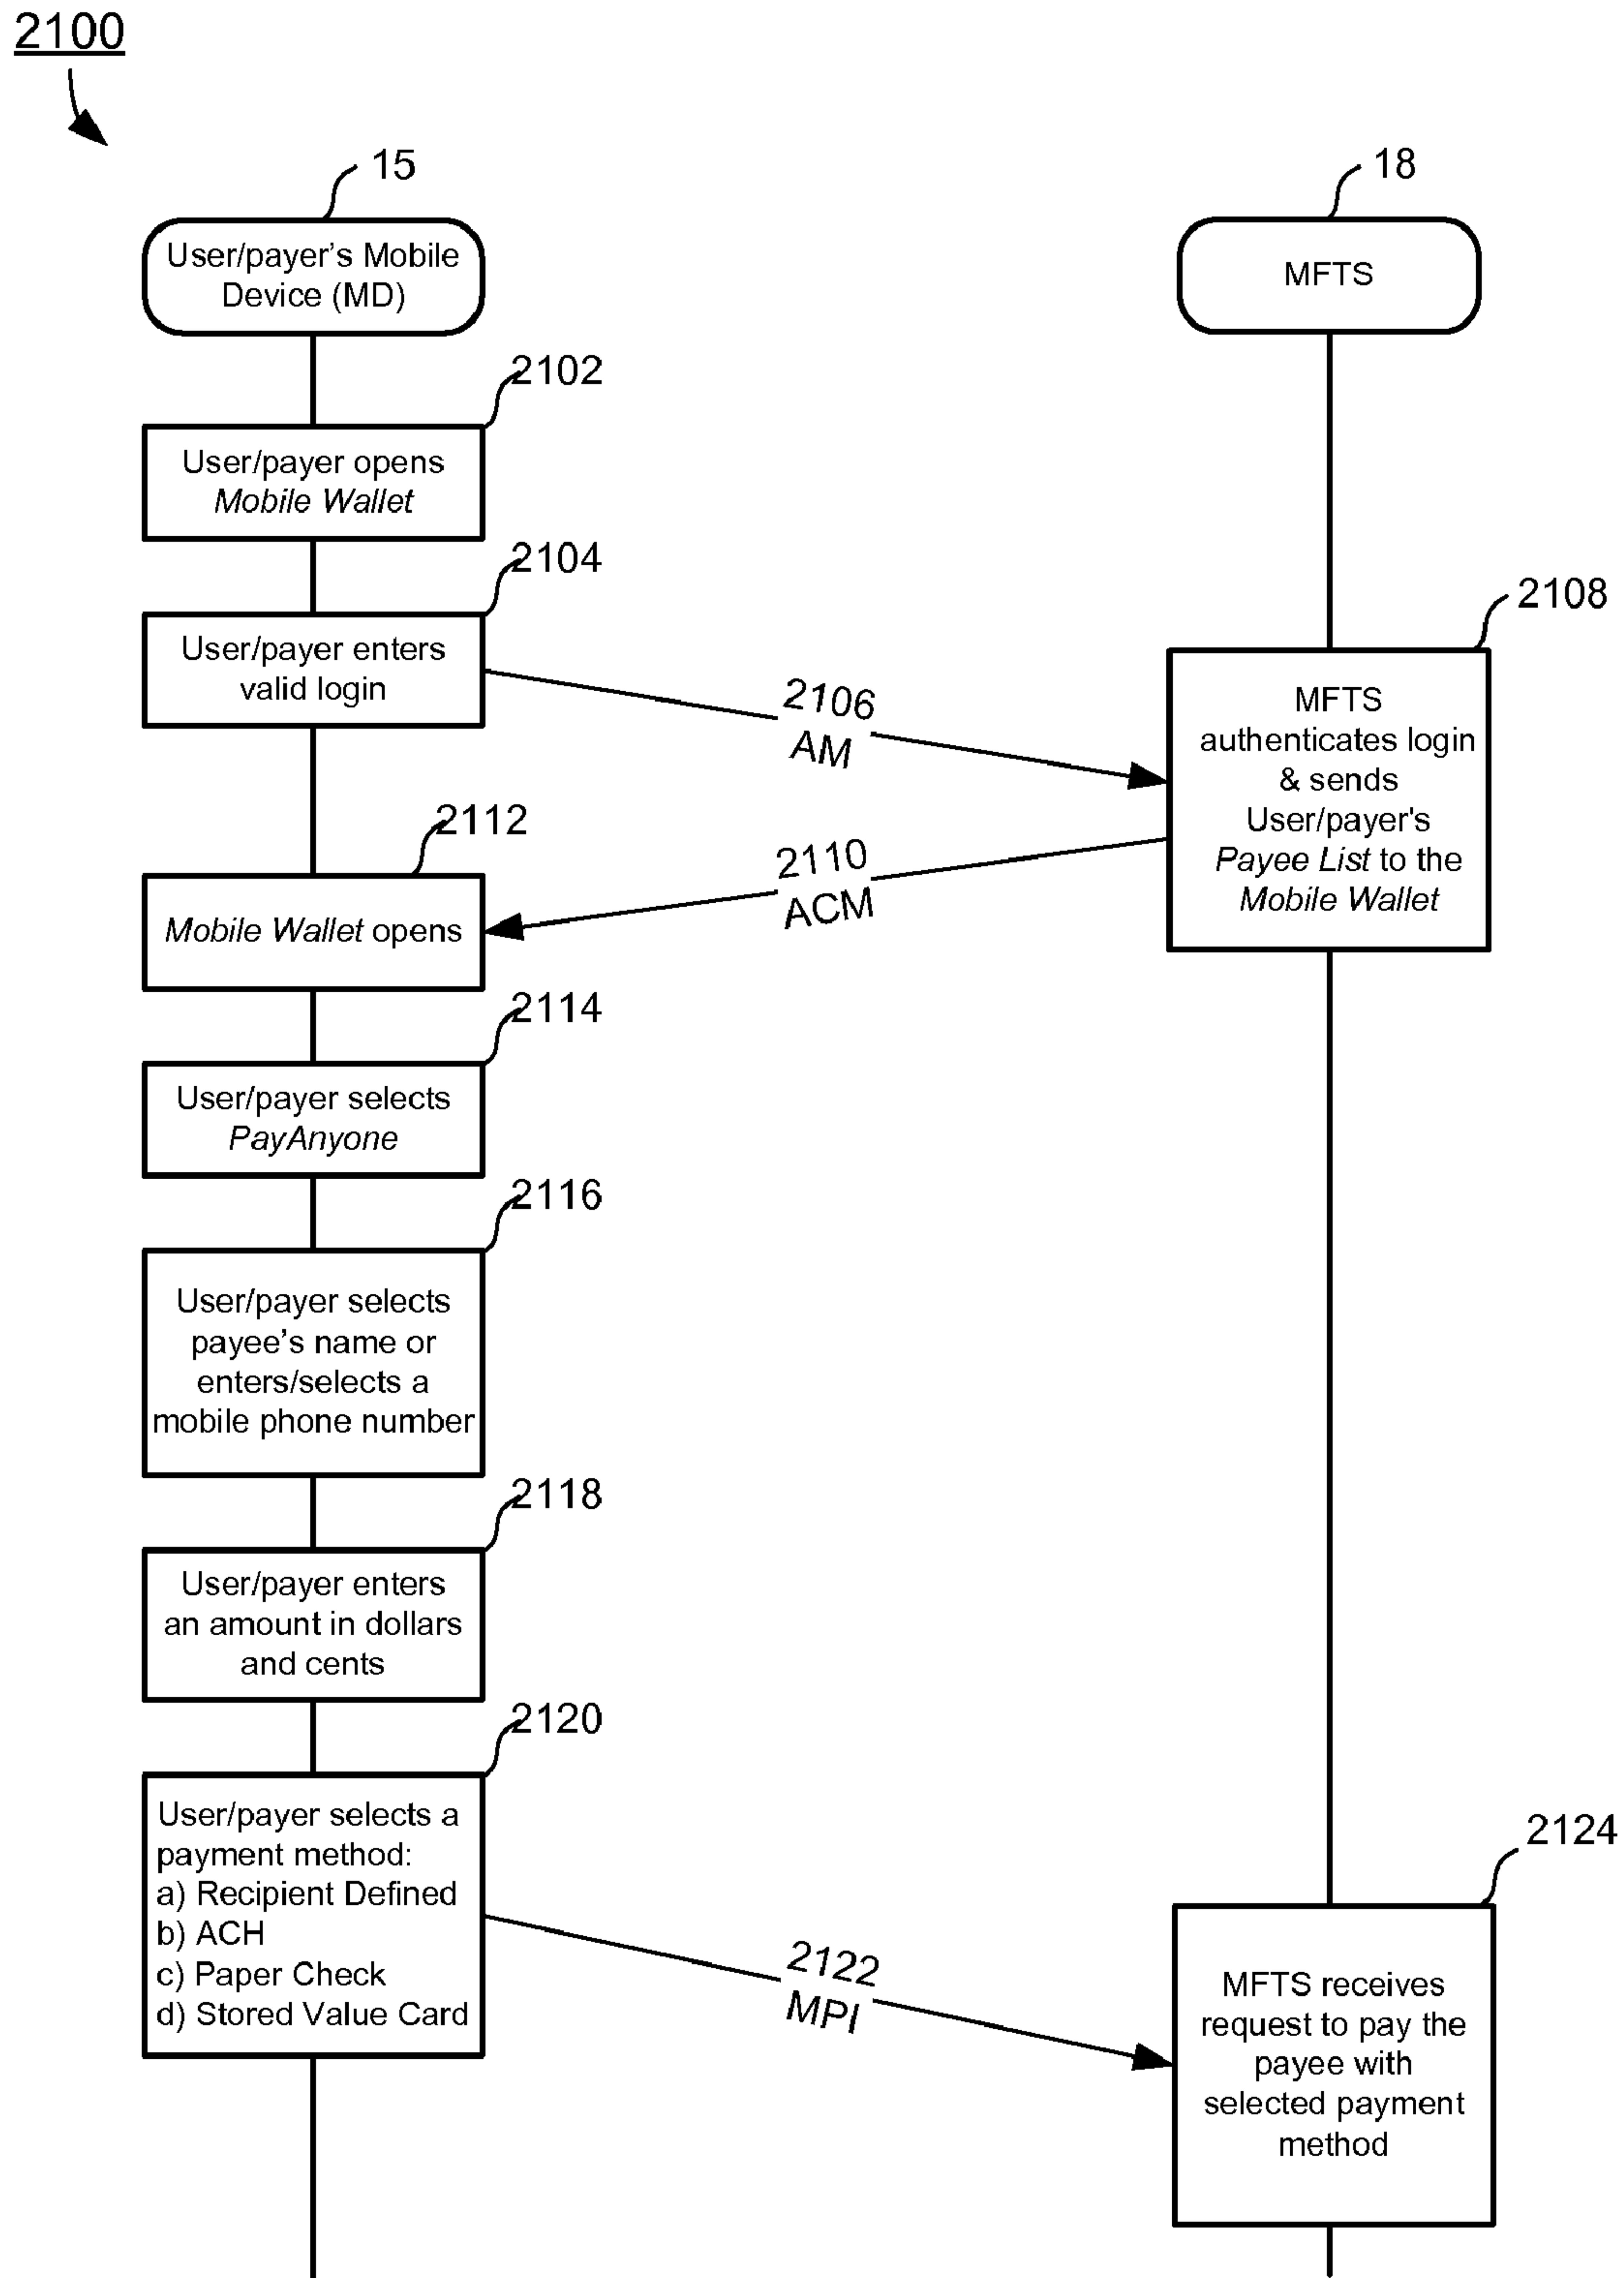 2100
15
18
User/payer's Mobile
Device (MD)
MFTS
2102
User/payer opens
Mobile Wallet
2104
User/payer enters
valid login
2106
AM
2108
MFTS
authenticates login
& sends
User/payer's
Payee List to the
Mobile Wallet
2110
ACM
2112
Mobile Wallet opens
2114
User/payer selects
PayAnyone
2116
User/payer selects
payee's name or
enters/selects a
mobile phone number
2118
User/payer enters
an amount in dollars
and cents
2120
User/payer selects a
payment method:
a) Recipient Defined
b) ACH
c) Paper Check
d) Stored Value Card
2122
MPI
2124
MFTS receives
request to pay the
payee with
selected payment
method